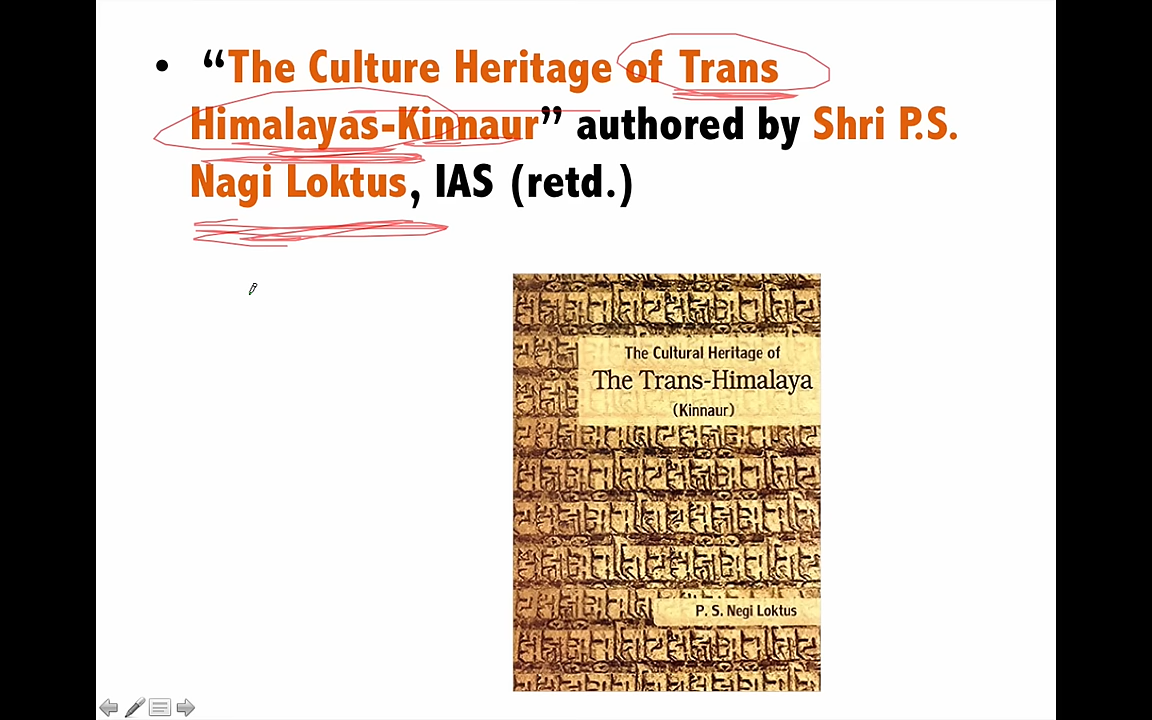 • “The Culture Heritage of Trans
Himalayas-Kinnaur” authored by Shri P.S.
Nagi Loktus, IAS (retd.)
The Cultural Heritage of
The Trans-Himalaya
(Kinnaur)
P. S. Negi Loktus